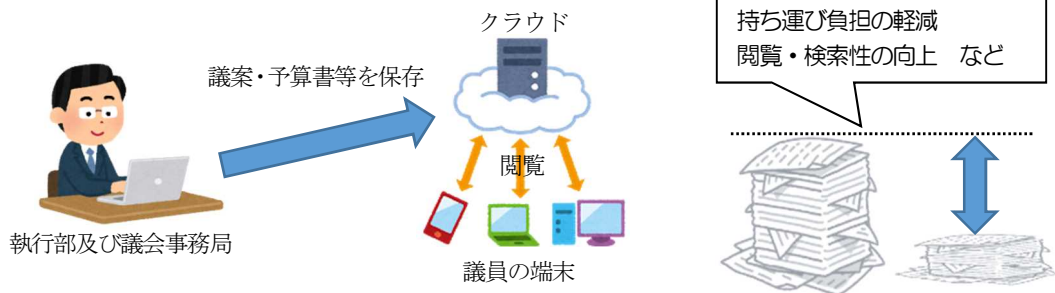 クラウド
議案・予算書等を保存
閲覧
執行部及び議会事務局
議員の端末
持ち運び負担の軽減
閲覧・検索性の向上　など